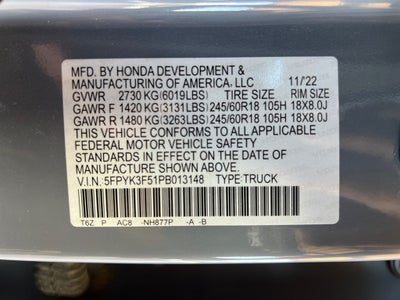 MFD. BY HONDA DEVELOPMENT &
MANUFACTURING OF AMERICA, LLC 11/'22
GVWR 2730 KG (6019LBS) TIRE SIZE RIM SIZE
GAWR F 1420 KG (3131LBS) 245/60R18 105H 18X8.0J
GAWR R 1480 KG (3263LBS) 245/60R18 105H 18X8.0J
THIS VEHICLE CONFORMS TO ALL APPLICABLE
FEDERAL MOTOR VEHICLE SAFETY
STANDARDS IN EFFECT ON THE DATE OF
MANUFACTURE SHOWN ABOVE.
V.I.N: 5FPYK3F51PB013148 TYPE:TRUCK
T6Z P AC8 -NH877P -A -B